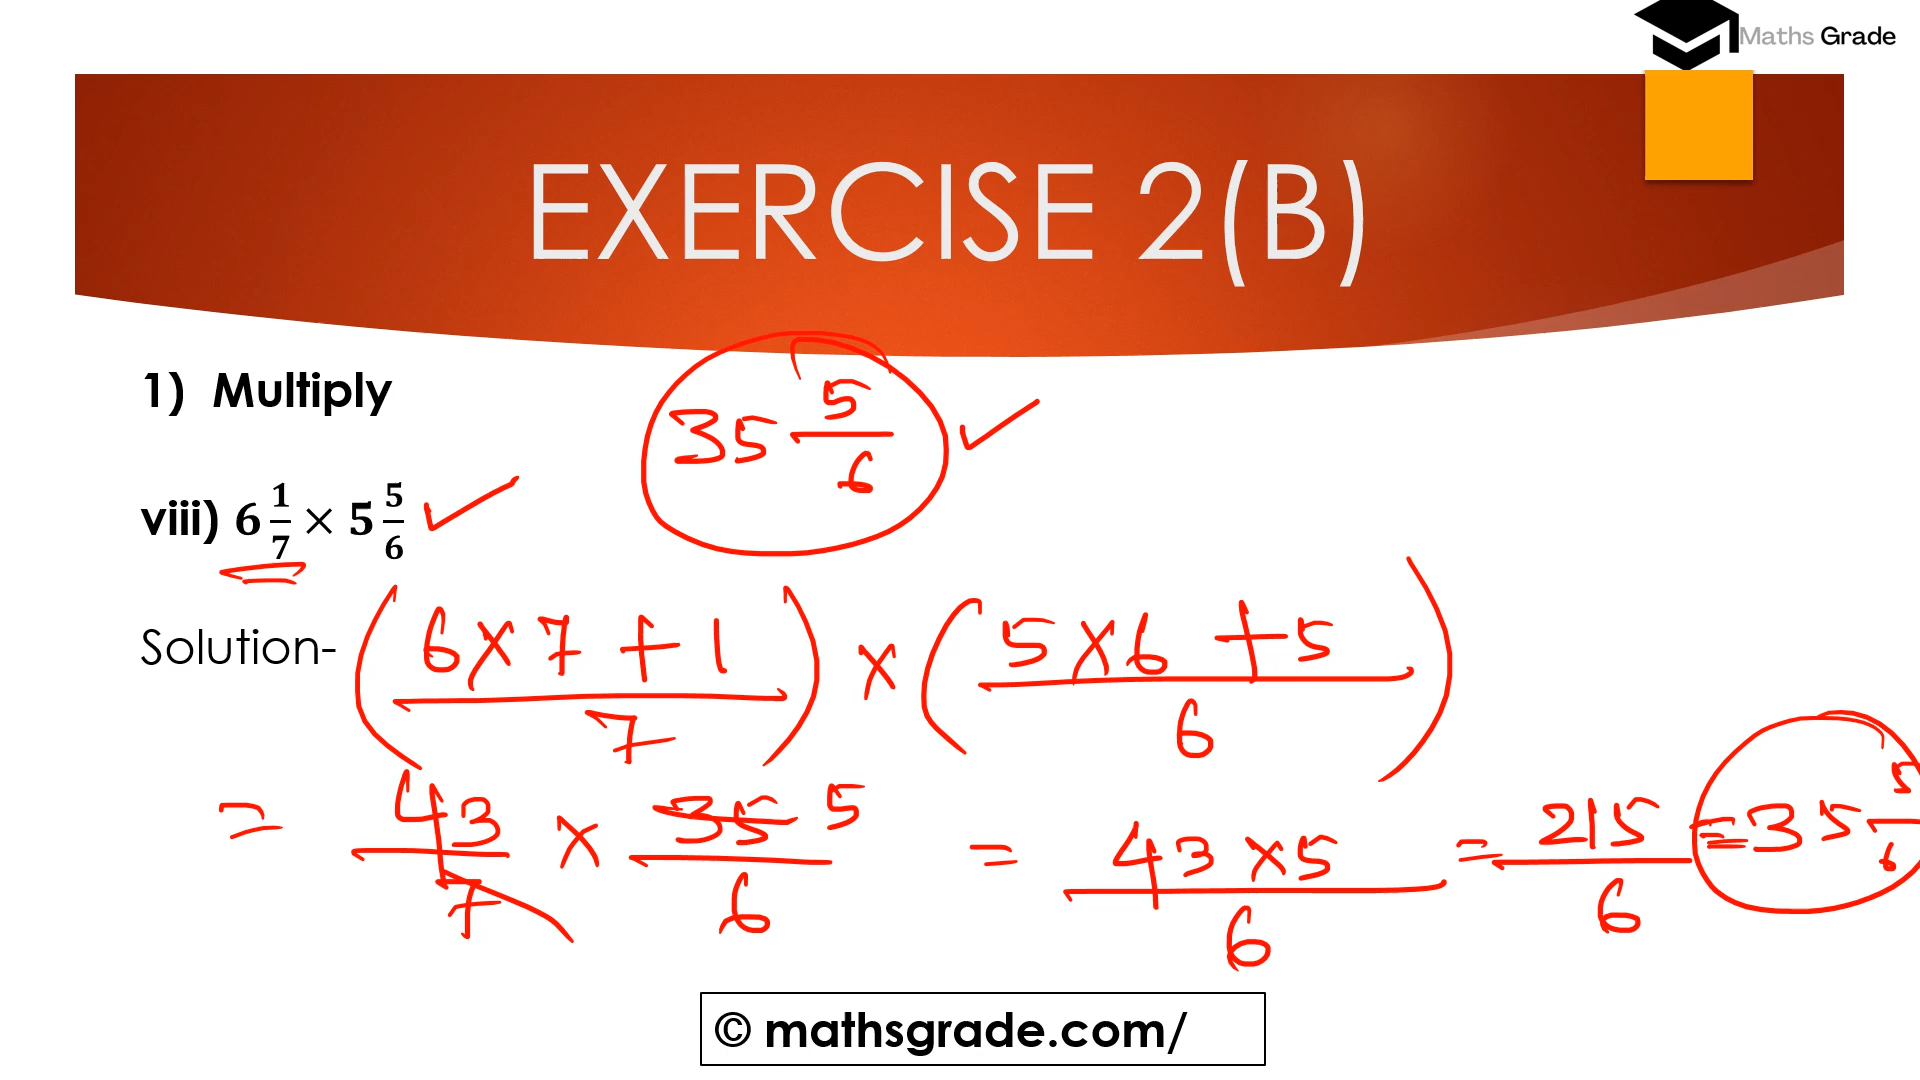 Maths Grade
EXERCISE 2(B)
1) Multiply
35 5/6
viii) 6 1/7 × 5 5/6
Solution- (6×7+1/7) × (5×6+5/6)
= 43/7 × 35 5/6 = 43×5/6 = 215/6 = 35 5/6
© mathsgrade.com/